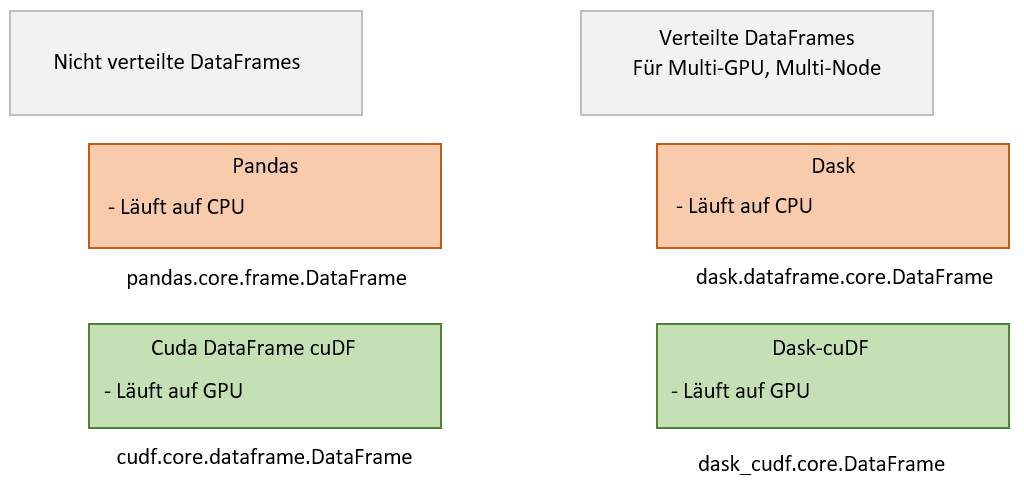 Nicht verteilte DataFrames
Verteilte DataFrames
Für Multi-GPU, Multi-Node
Pandas
- Läuft auf CPU
pandas.core.frame.DataFrame
Dask
- Läuft auf CPU
dask.dataframe.core.DataFrame
Cuda DataFrame cuDF
- Läuft auf GPU
cudf.core.dataframe.DataFrame
Dask-cuDF
- Läuft auf GPU
dask_cudf.core.DataFrame